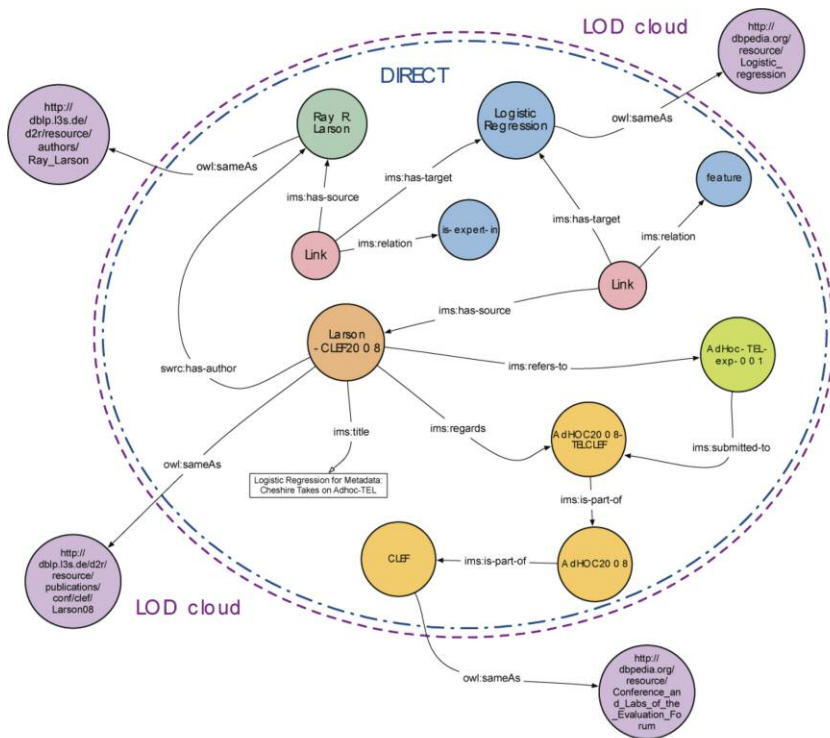 LOD cloud
http://
dbpedia.org/
resource/
Logistic_
regression
DIRECT
http://
dblp.l3s.de/
d2r/resource/
authors/
Ray_Larson
Ray R.
Larson
Logistic
Regression
owl:sameAs
owl:sameAs
ims:has-target
feature
ims:has-source
ims:has-target
is-expert-in
ims:relation
ims:relation
Link
Link
ims:has-source
Larson
-CLEF2008
AdHoc-TEL-
exp-001
swrc:has-author
ims:refers-to
ims:title
ims:regards
AdHOC2008-
TELCLEF
ims:submitted-to
owl:sameAs
Logistic Regression for Metadata:
Cheshire Takes on Adhoc-TEL
ims:is-part-of
http://
dblp.l3s.de/d2r/
resource/
publications/
conf/clef/
Larson08
CLEF
ims:is-part-of
AdHOC2008
LOD cloud
owl:sameAs
http://
dbpedia.org/
resource/
Conference_an
d_Labs_of_the
_Evaluation_Fo
rum